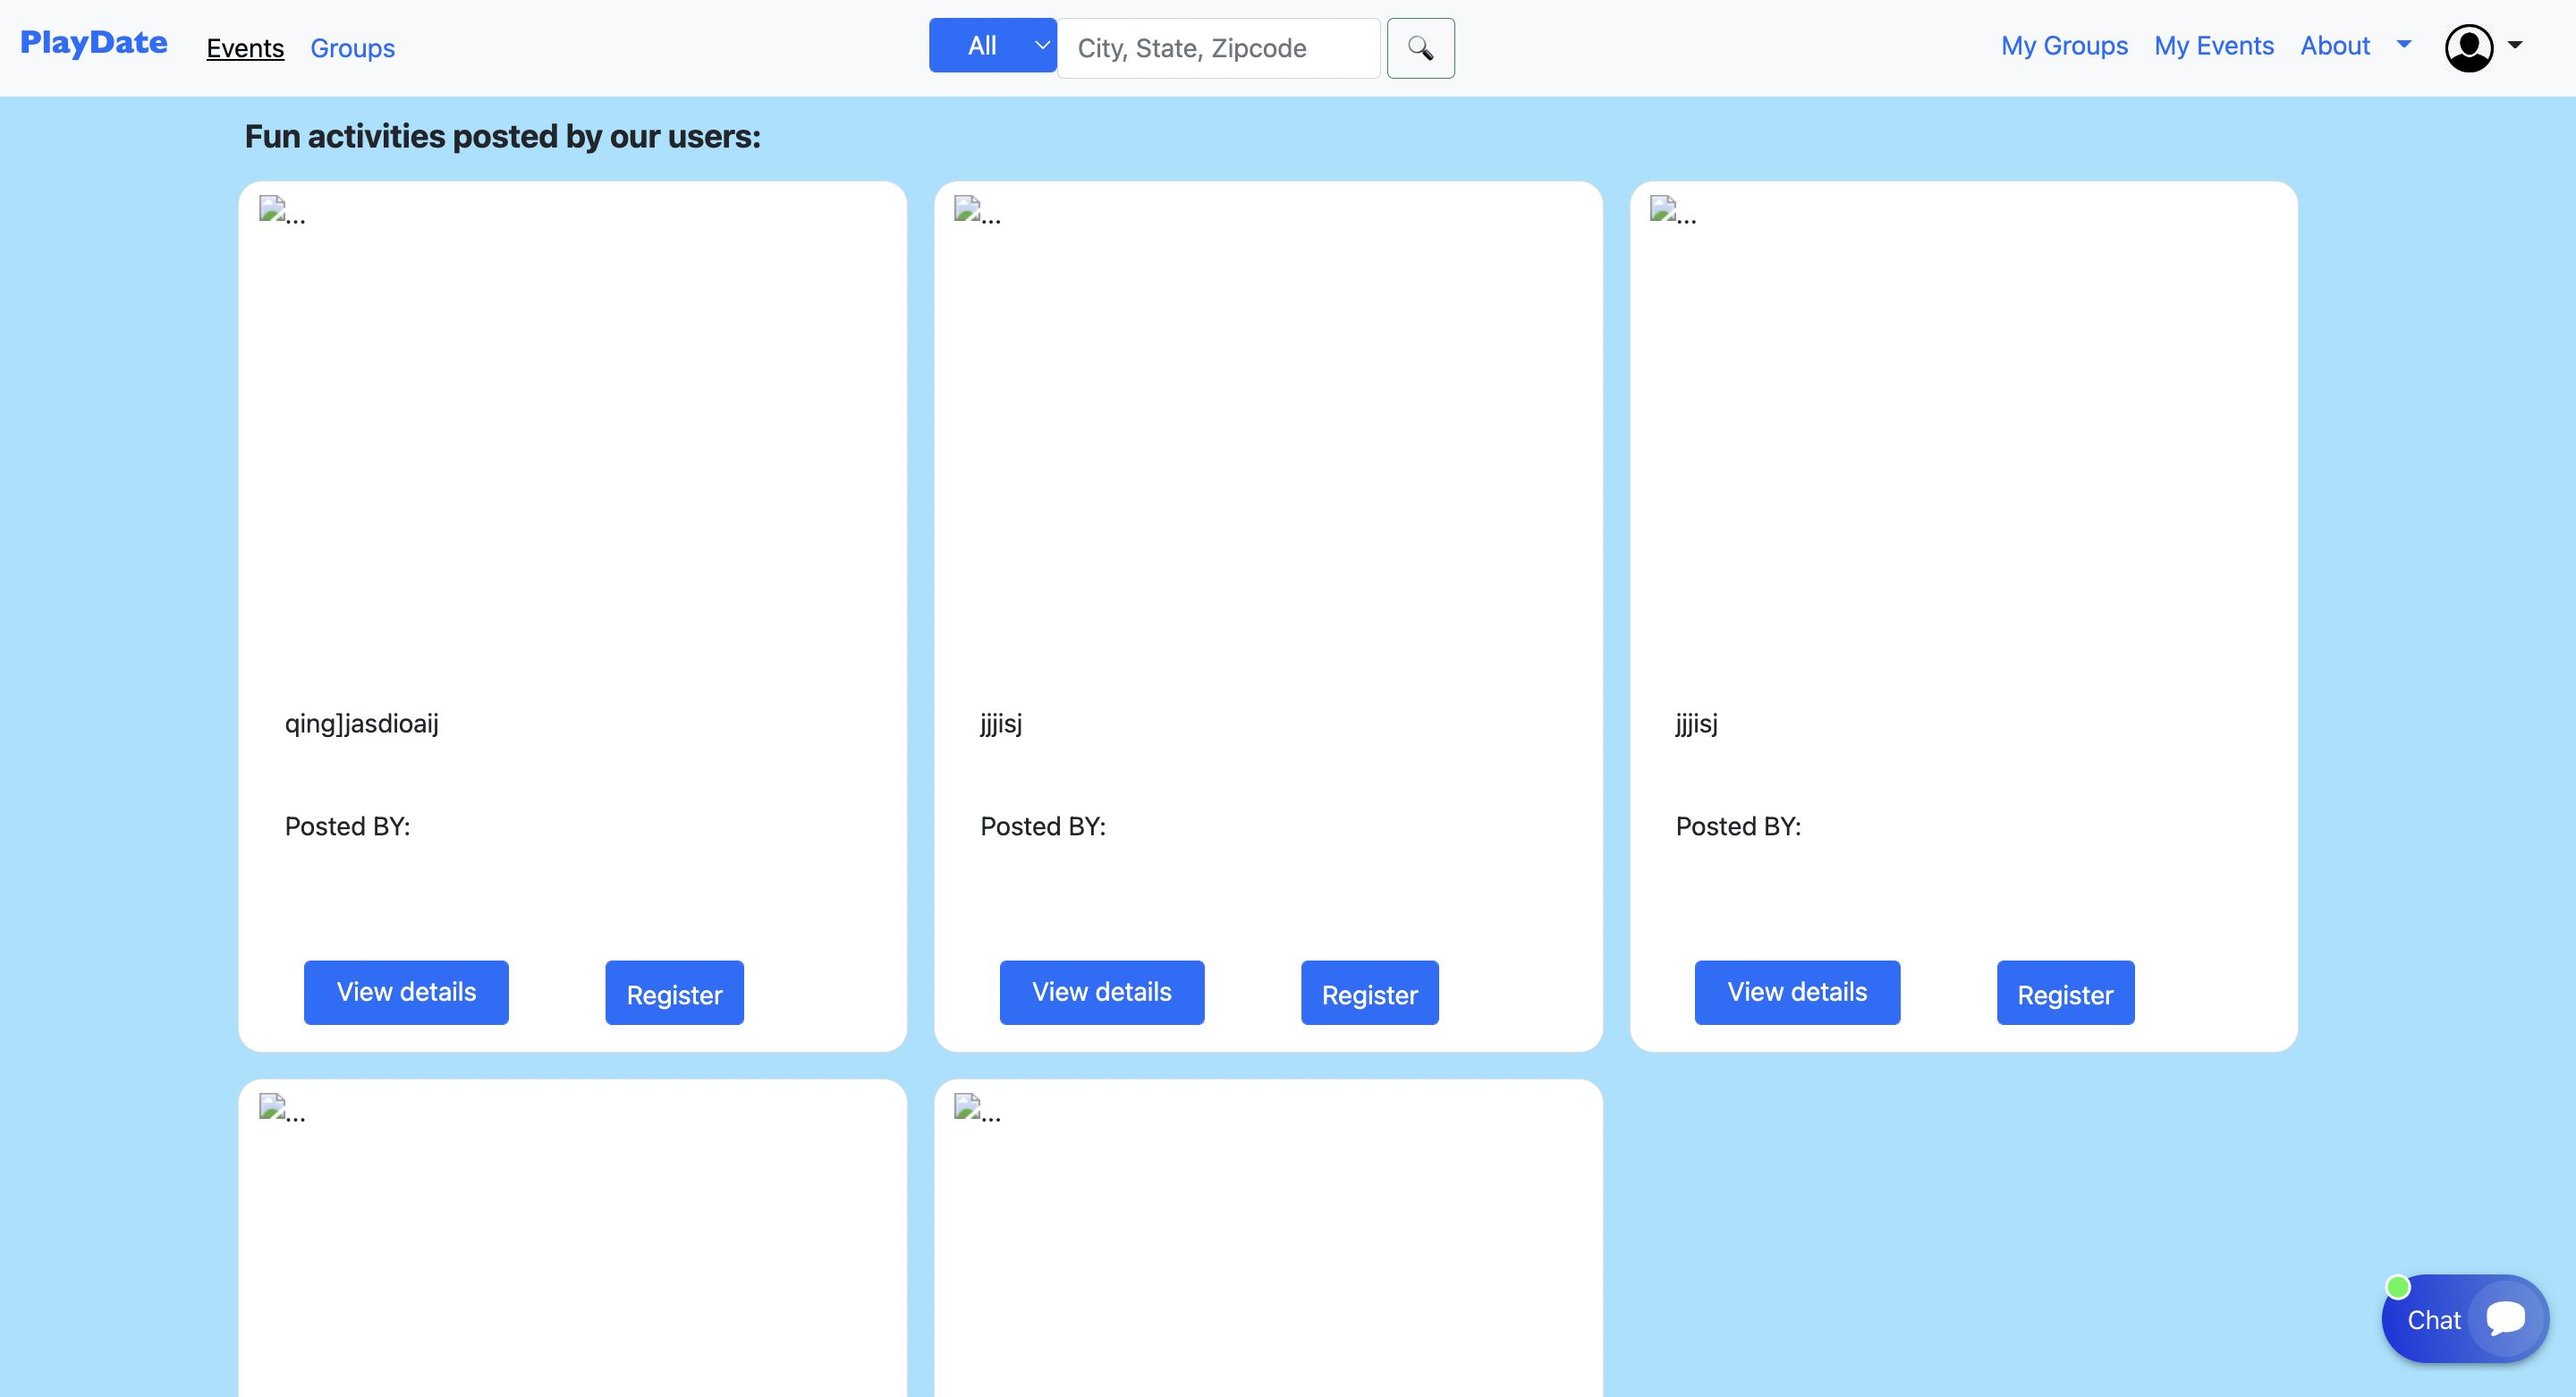 PlayDate Events Groups All City, State, Zipcode My Groups My Events About
Fun activities posted by our users:
... ... ...
qing]jasdioaij jjjisj jjjisj
Posted BY: Posted BY: Posted BY:
View details Register View details Register View details Register
... ...
Chat